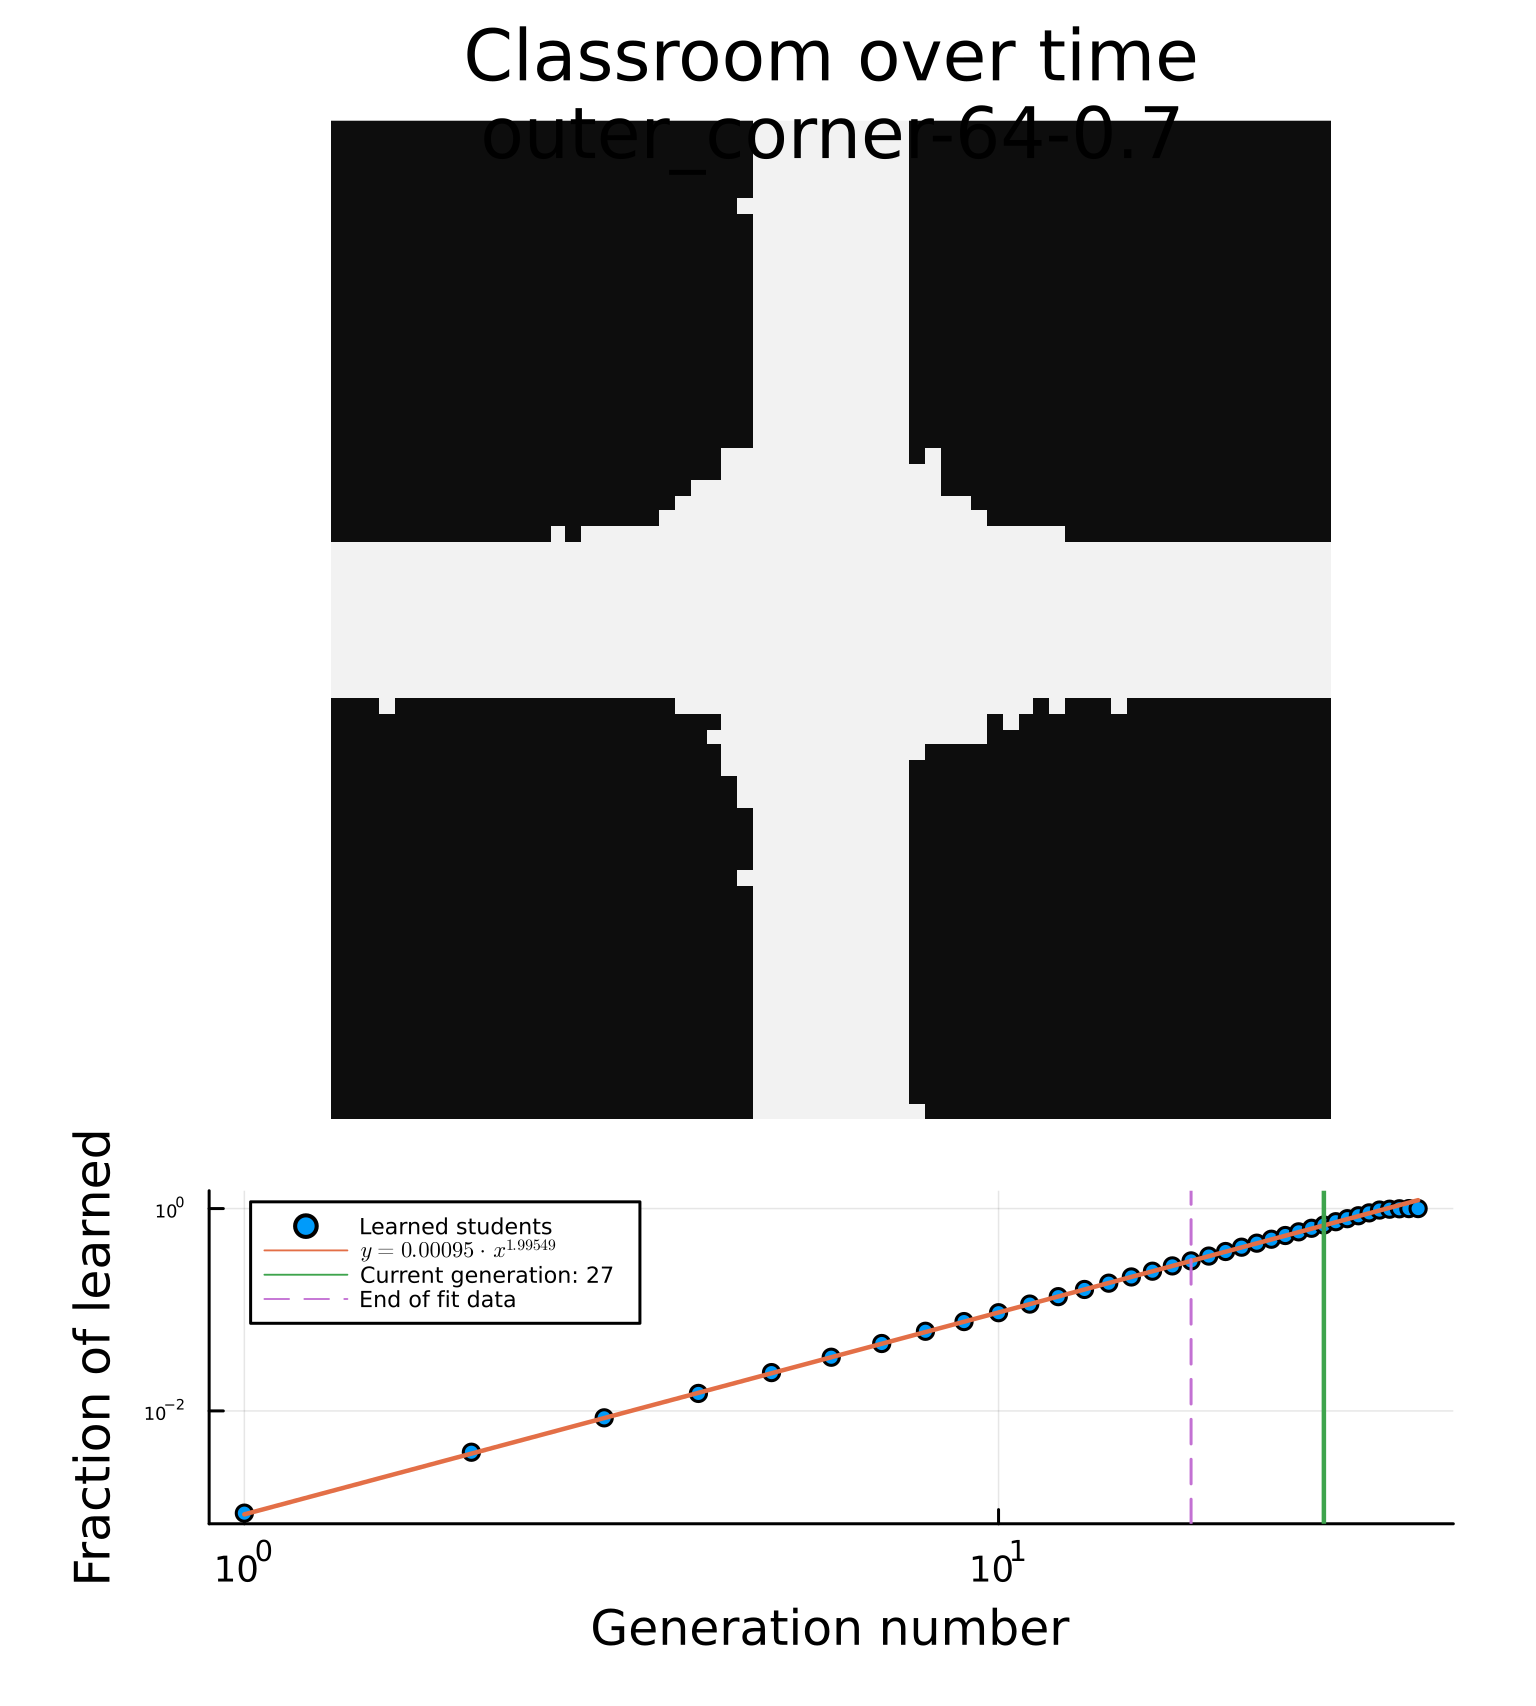 Classroom over time
outer_corner-64-0.7
Fraction of learned
10⁰
10⁻²
Learned students
y = 0.00095 · x^1.99549
Current generation: 27
End of fit data
10⁰
10¹
Generation number